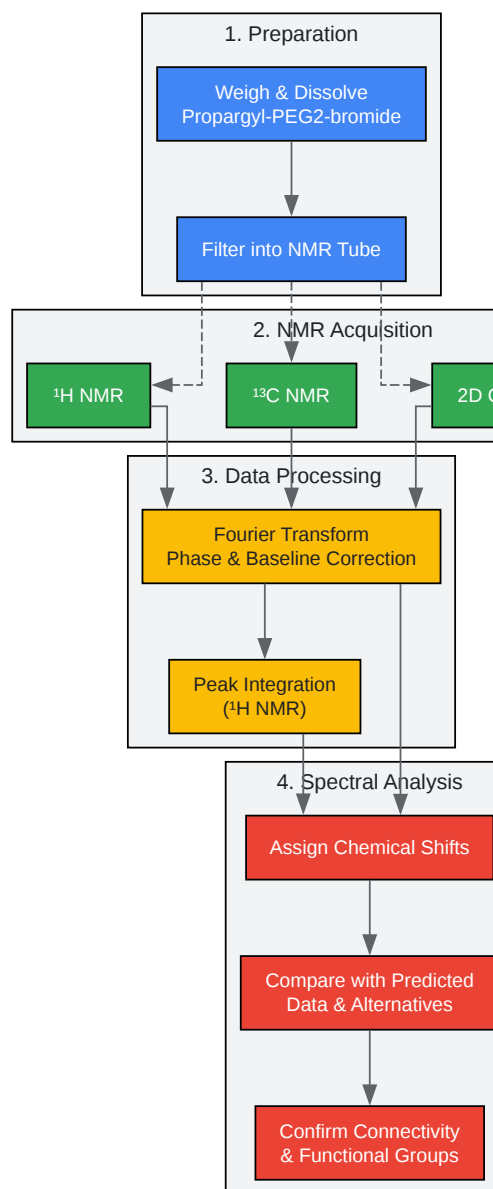 1. Preparation
Weigh & Dissolve
Propargyl-PEG2-bromide
Filter into NMR Tube
2. NMR Acquisition
¹H NMR
¹³C NMR
2D
3. Data Processing
Fourier Transform
Phase & Baseline Correction
Peak Integration
(¹H NMR)
4. Spectral Analysis
Assign Chemical Shifts
Compare with Predicted
Data & Alternatives
Confirm Connectivity
& Functional Groups